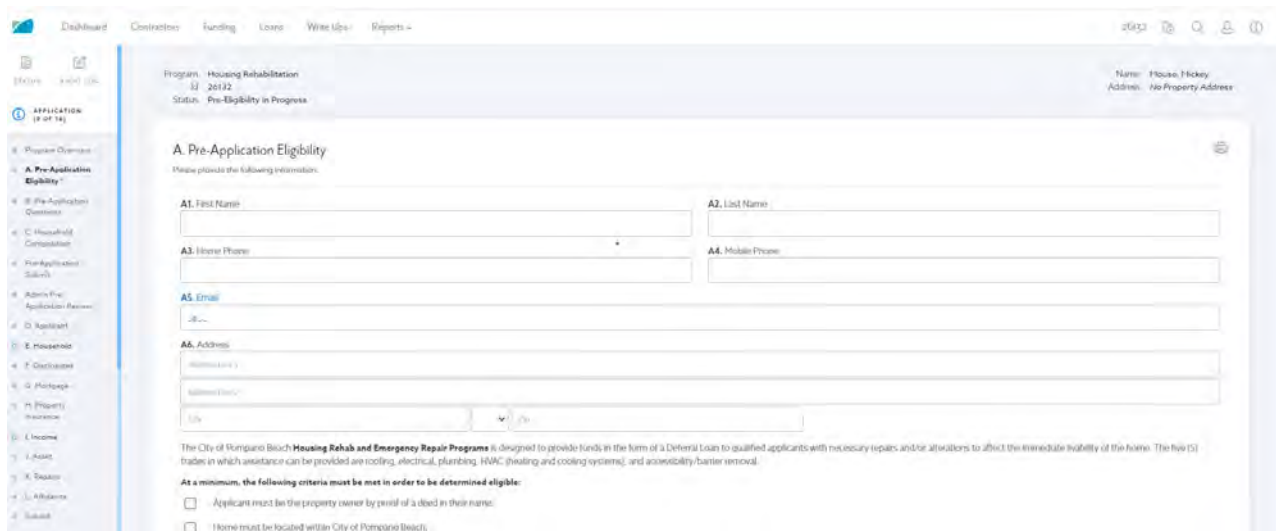 Dashboard Contractors Funding Loans Write Ups Reports
26132
APPLICATION
Program: Housing Rehabilitation
Id: 26132
Status: Pre-Eligibility in Progress
Name: House, Mickey
Address: No Property Address
Program Overview
A. Pre-Application
Eligibility *
B. Pre-Application
Questions
C. Household
Composition
Pre-Application
Submit
Admin Pre-
Application Review
D. Applicant
E. Household
F. Disclosures
G. Mortgage
H. Property
Insurance
I. Income
J. Asset
K. Repairs
Submit
A. Pre-Application Eligibility
Please provide the following information.
A1. First Name
A2. Last Name
A3. Home Phone
A4. Mobile Phone
A5. Email
A6. Address
City
Zip
The City of Pompano Beach Housing Rehab and Emergency Repair Programs is designed to provide funds in the form of a Deferral Loan to qualified applicants with necessary repairs and/or alterations to affect the immediate livability of the home. The five (5)
trades in which assistance can be provided are roofing, electrical, plumbing, HVAC (heating and cooling systems), and accessibility/barrier removal.
At a minimum, the following criteria must be met in order to be determined eligible:
Applicant must be the property owner by proof of a deed in their name.
Home must be located within City of Pompano Beach.